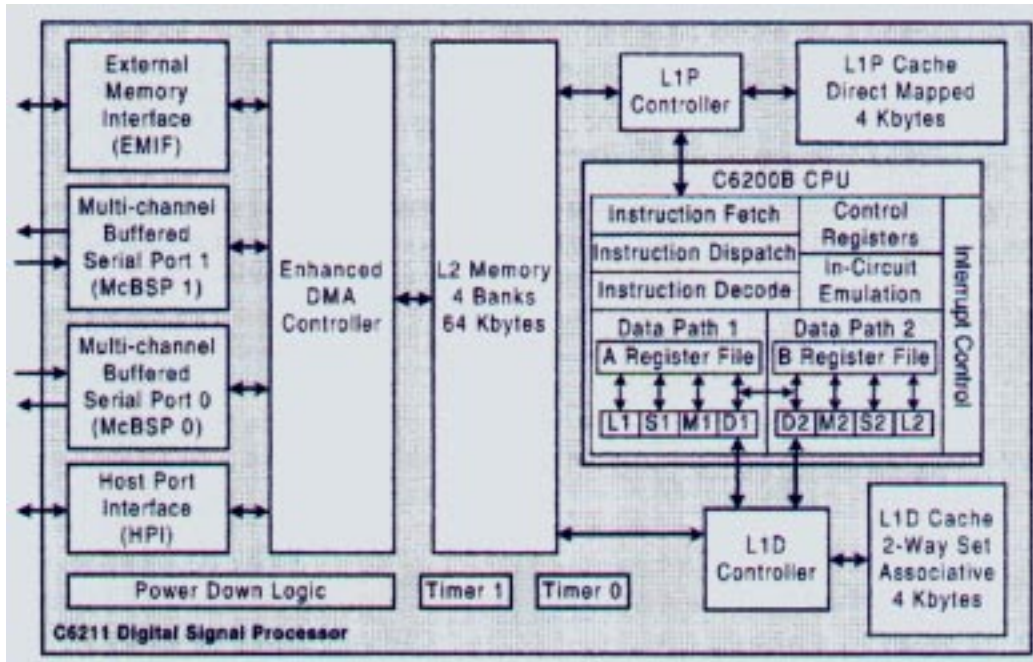 External
Memory
Interface
(EMIF)
Multi-channel
Buffered
Serial Port 1
(McBSP 1)
Multi-channel
Buffered
Serial Port 0
(McBSP 0)
Host Port
Interface
(HPI)
Enhanced
DMA
Controller
L2 Memory
4 Banks
64 Kbytes
L1P
Controller
L1P Cache
Direct Mapped
4 Kbytes
C6200B CPU
Instruction Fetch
Instruction Dispatch
Instruction Decode
Control
Registers
In-Circuit
Emulation
Interrupt Control
Data Path 1
A Register File
L1 S1 M1 D1
Data Path 2
B Register File
D2 M2 S2 L2
L1D
Controller
L1D Cache
2-Way Set
Associative
4 Kbytes
Power Down Logic
Timer 1
Timer 0
C6211 Digital Signal Processor